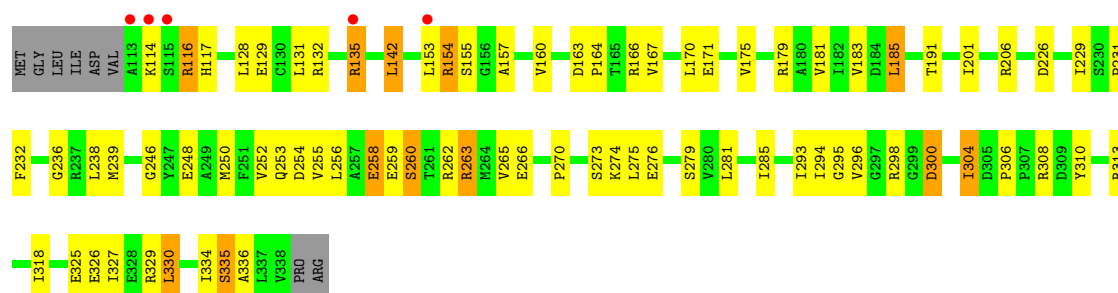 MET GLY LEU ILE ASP VAL A113 K114 S115 R116 H117 L128 E129 C130 L131 R132 R135 L142 L153 R154 S155 G156 A157 V160 D163 P164 T165 R166 V167 L170 E171 V175 R179 A180 V181 I182 V183 D184 L185 T191 I201 R206 D226 I229 S230 P231
F232 G236 R237 L238 M239 G246 Y247 E248 A249 M250 F251 V252 Q253 D254 V255 L256 A257 E258 E259 S260 T261 R262 R263 M264 V265 E266 P270 S273 K274 L275 E276 S279 V280 L281 I285 I293 I294 G295 V296 G297 R298 G299 D300 I304 D305 P306 P307 R308 D309 Y310
I318 E325 E326 I327 E328 R329 L330 I334 S335 A336 L337 V338 PRO ARG